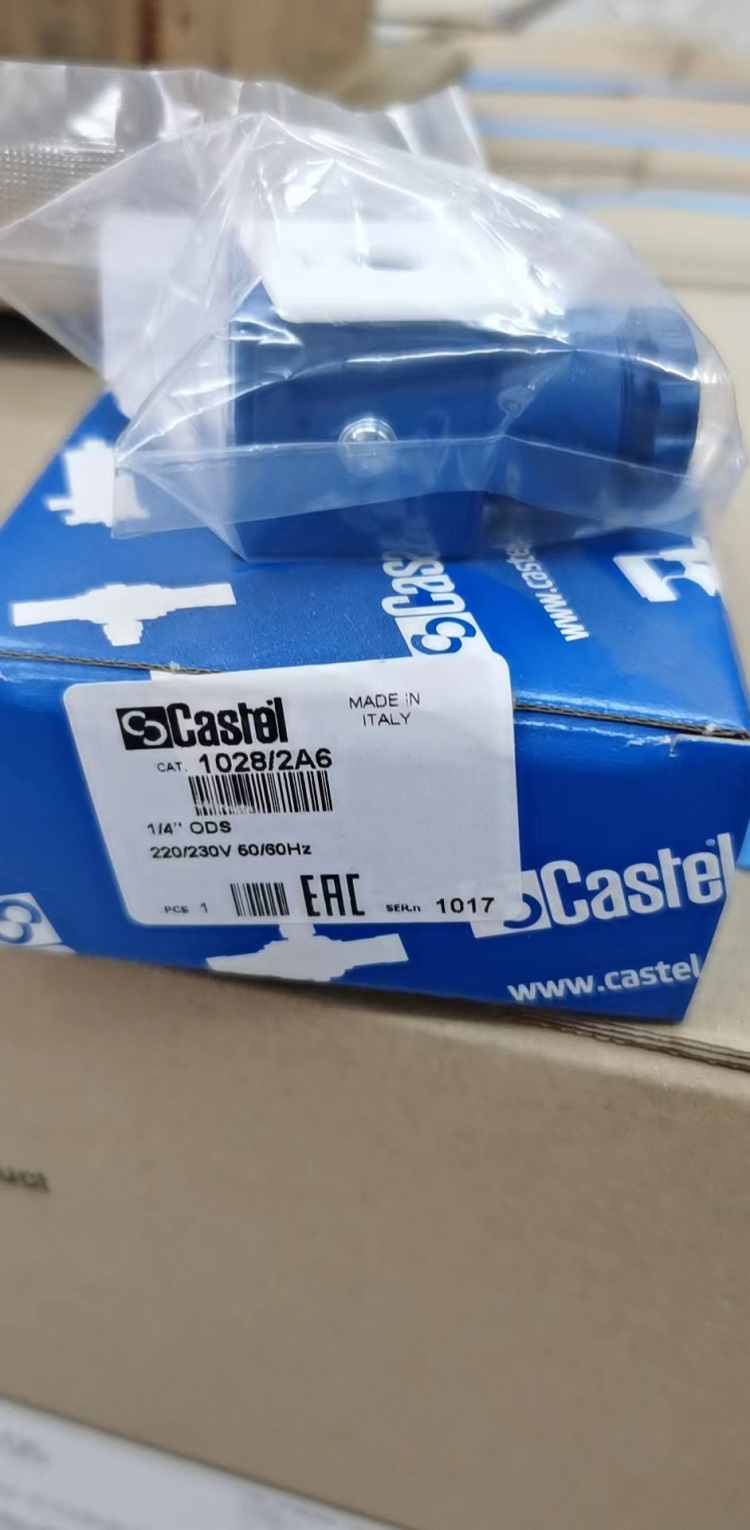 Castel
www.caste
Castel
MADE IN
ITALY
CAT. 1028/2A6
1/4" ODS
220/230V 50/60Hz
PCS 1
EAC
SER.n 1017
Castel
www.castel